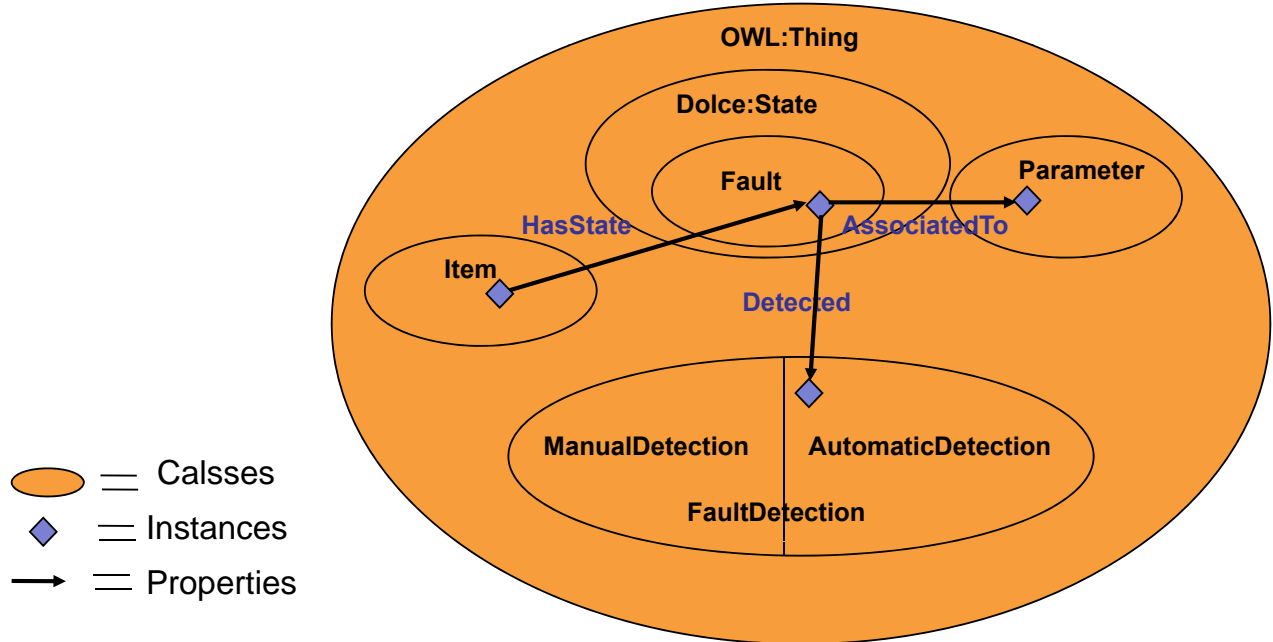 OWL:Thing
Dolce:State
Fault
Parameter
HasState
AssociatedTo
Item
Detected
ManualDetection
AutomaticDetection
FaultDetection
Calsses
Instances
Properties